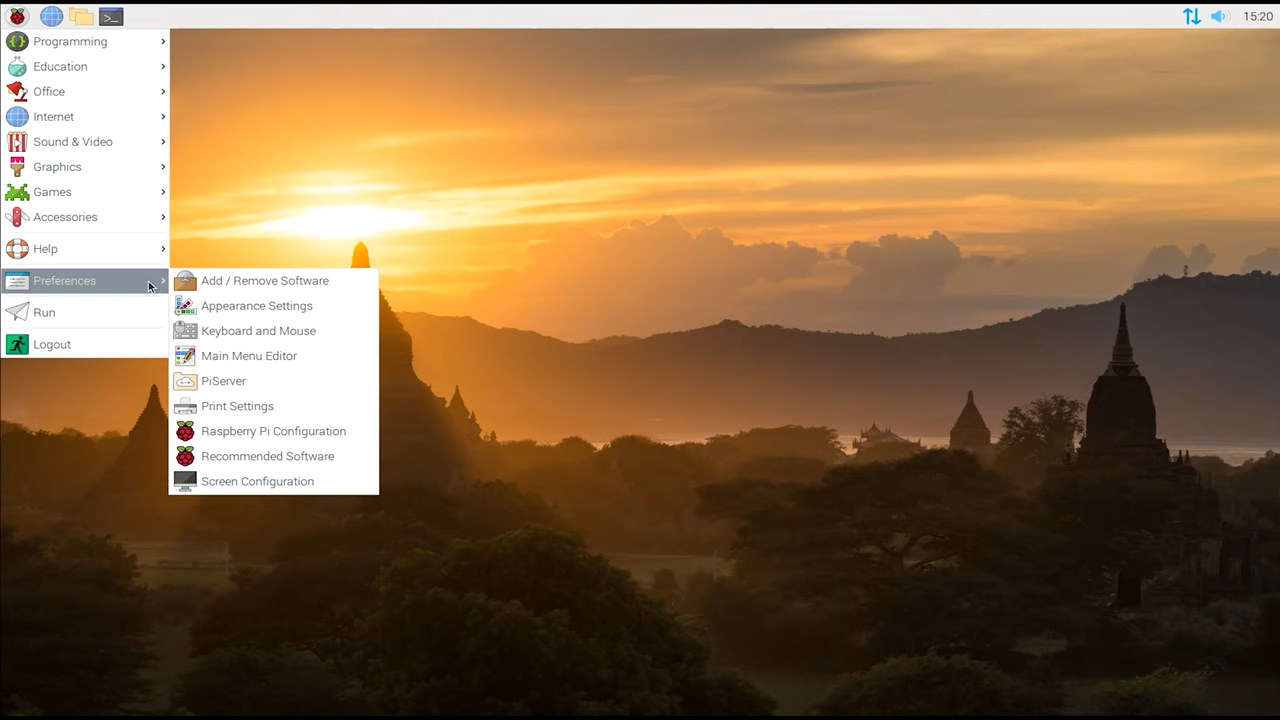 >_
15:20
Programming
Education
Office
Internet
Sound & Video
Graphics
Games
Accessories
Help
Preferences
Run
Logout
Add / Remove Software
Appearance Settings
Keyboard and Mouse
Main Menu Editor
PiServer
Print Settings
Raspberry Pi Configuration
Recommended Software
Screen Configuration